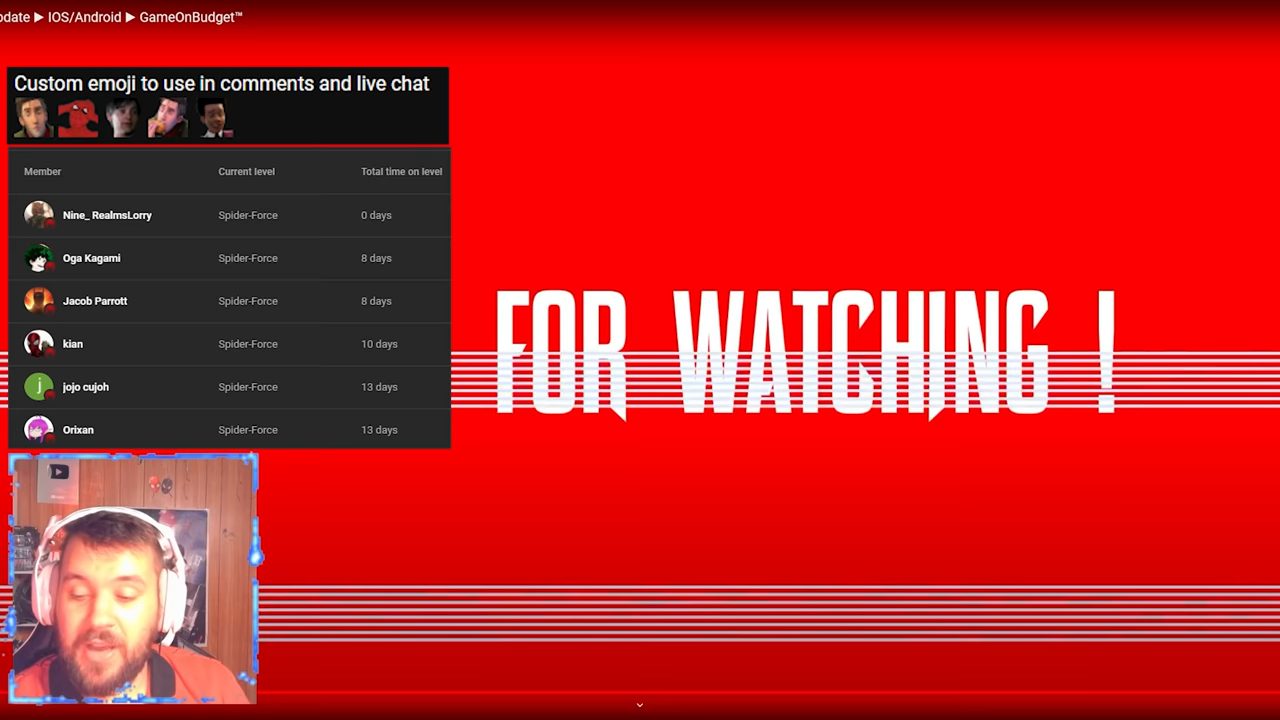 pdate ▶ IOS/Android ▶ GameOnBudget™
Custom emoji to use in comments and live chat
Member Current level Total time on level
Nine_ RealmsLorry Spider-Force 0 days
Oga Kagami Spider-Force 8 days
Jacob Parrott Spider-Force 8 days
kian Spider-Force 10 days
j jojo cujoh Spider-Force 13 days
Orixan Spider-Force 13 days
FOR WATCHING !